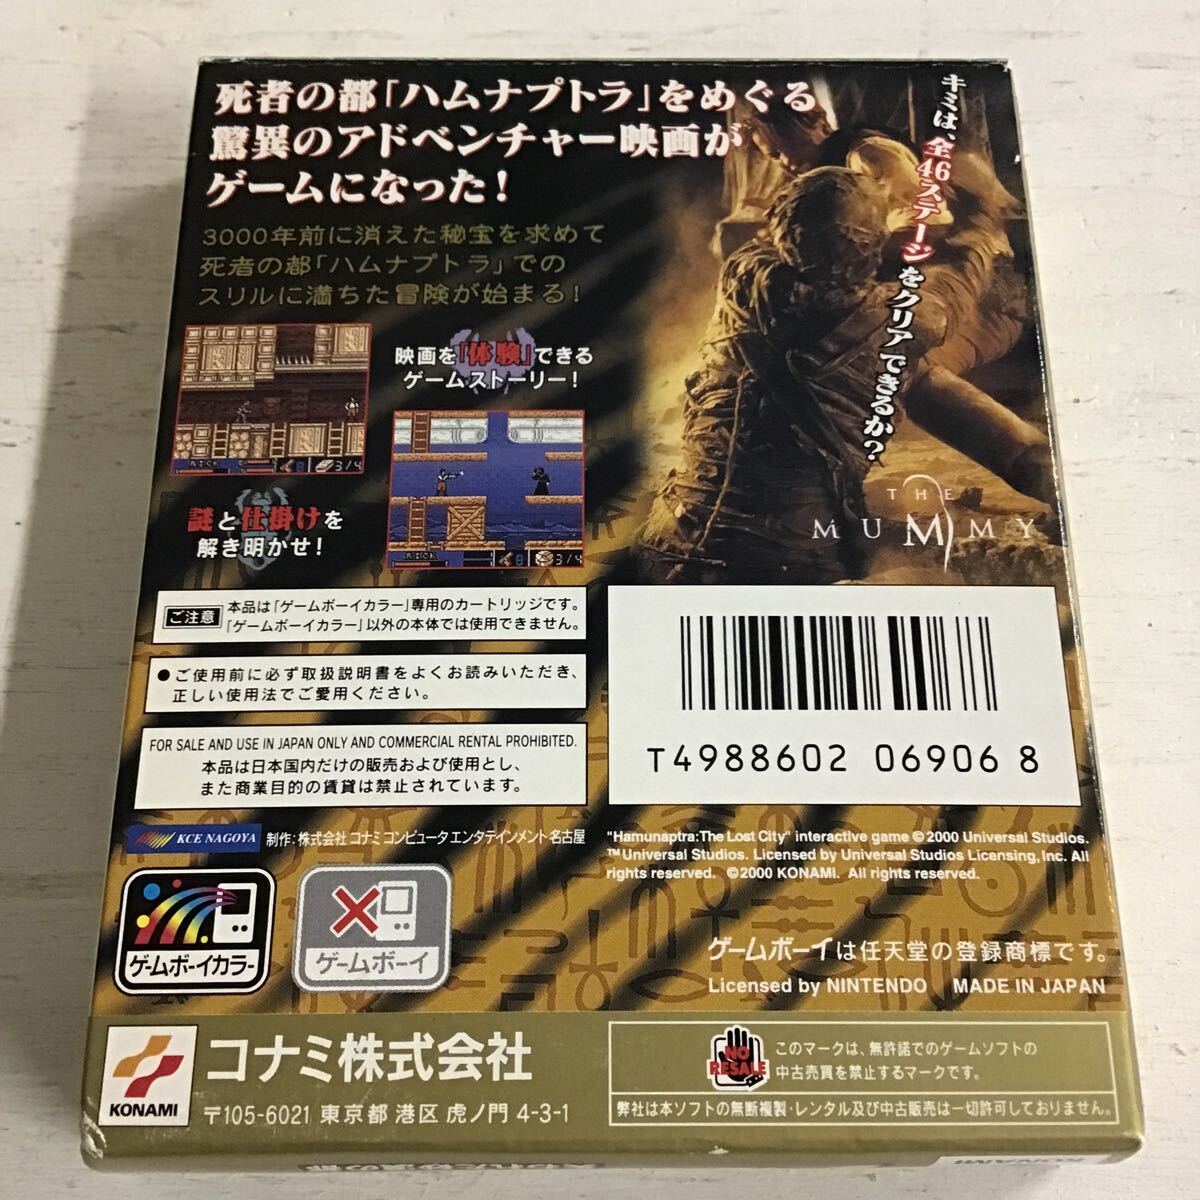 死者の都「ハムナプトラ」をめぐる
驚異のアドベンチャー映画が
ゲームになった!
3000年前に消えた秘宝を求めて
死者の都「ハムナプトラ」での
スリルに満ちた冒険が始まる!
キミは、全46ステージをクリアできるか?
映画を「体験」できる
ゲームストーリー!
RICK
8
3/4
謎と仕掛けを
解き明かせ!
RICK
8
3/4
THE
MUMMY
ご注意
本品は「ゲームボーイカラー」専用のカートリッジです。
「ゲームボーイカラー」以外の本体では使用できません。
●ご使用前に必ず取扱説明書をよくお読みいただき、
正しい使用法でご愛用ください。
FOR SALE AND USE IN JAPAN ONLY AND COMMERCIAL RENTAL PROHIBITED.
本品は日本国内だけの販売および使用とし、
また商業目的の賃貸は禁止されています。
T4988602 06906 8
KCE NAGOYA 制作:株式会社 コナミ コンピュータ エンタテインメント 名古屋
"Hamunaptra:The Lost City" interactive game ©2000 Universal Studios.
™Universal Studios. Licensed by Universal Studios Licensing, Inc. All
rights reserved. ©2000 KONAMI. All rights reserved.
ゲームボーイカラー
ゲームボーイ
ゲームボーイは任天堂の登録商標です。
Licensed by NINTENDO MADE IN JAPAN
KONAMI
コナミ株式会社
〒105-6021 東京都 港区 虎ノ門 4-3-1
NO
RESALE
このマークは、無許諾でのゲームソフトの
中古売買を禁止するマークです。
弊社は本ソフトの無断複製・レンタル及び中古販売は一切許可しておりません。